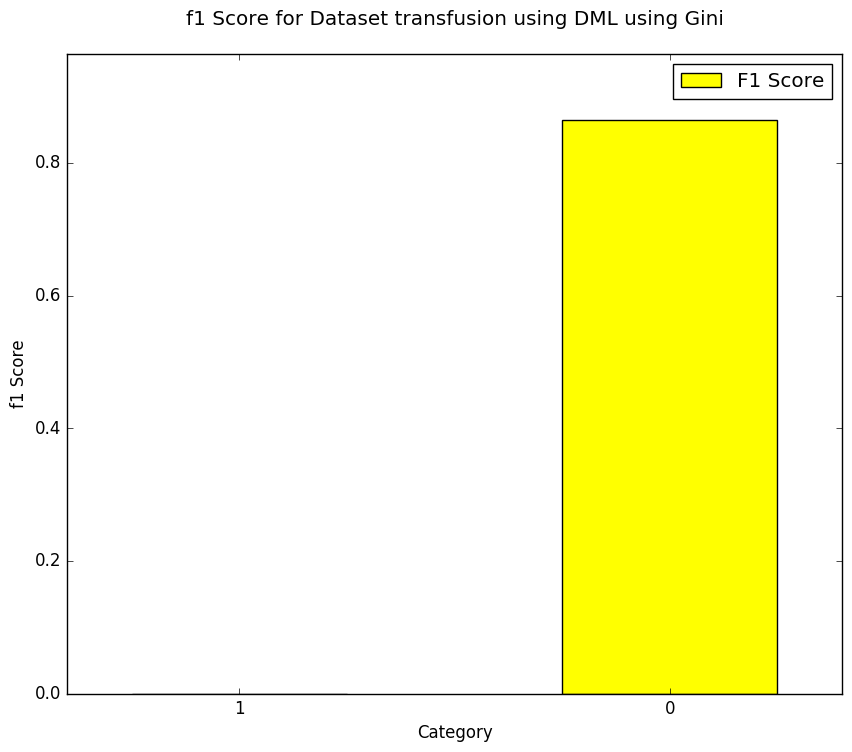 f1 Score for Dataset transfusion using DML using Gini
F1 Score
0.8
0.6
0.4
0.2
0.0
f1 Score
1
0
Category